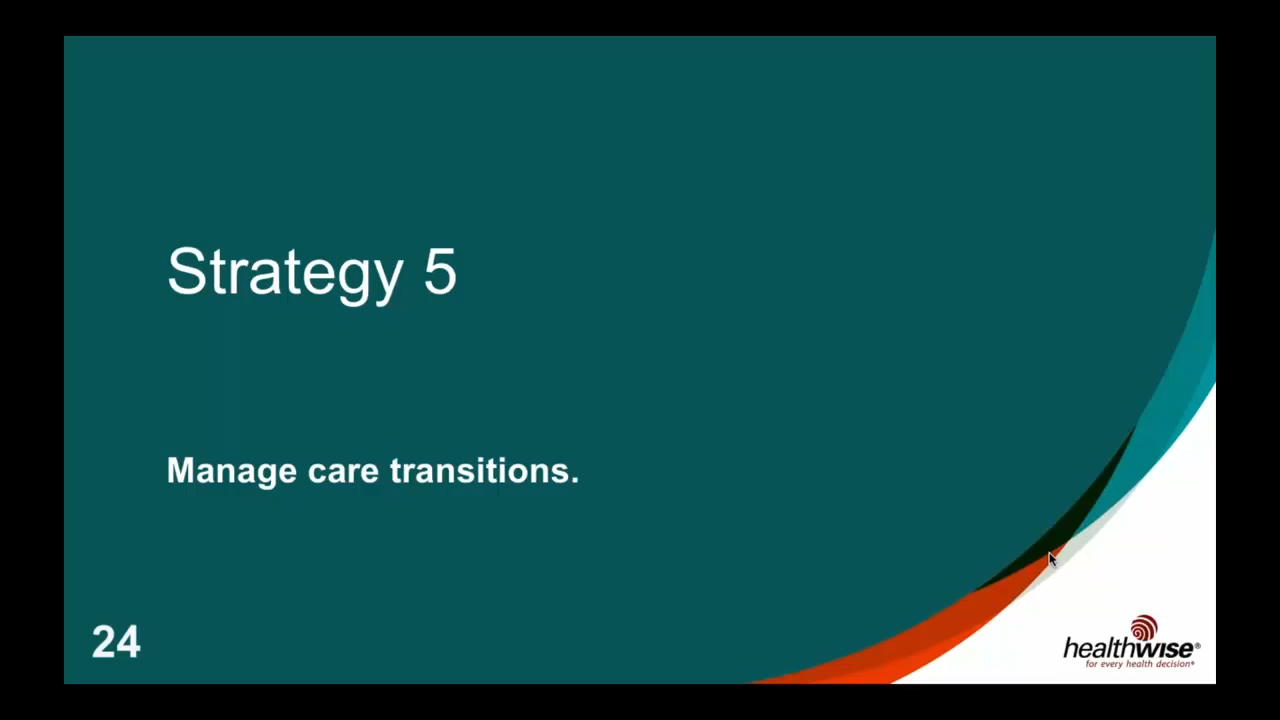 Strategy 5
Manage care transitions.
24
healthwise®
for every health decision®